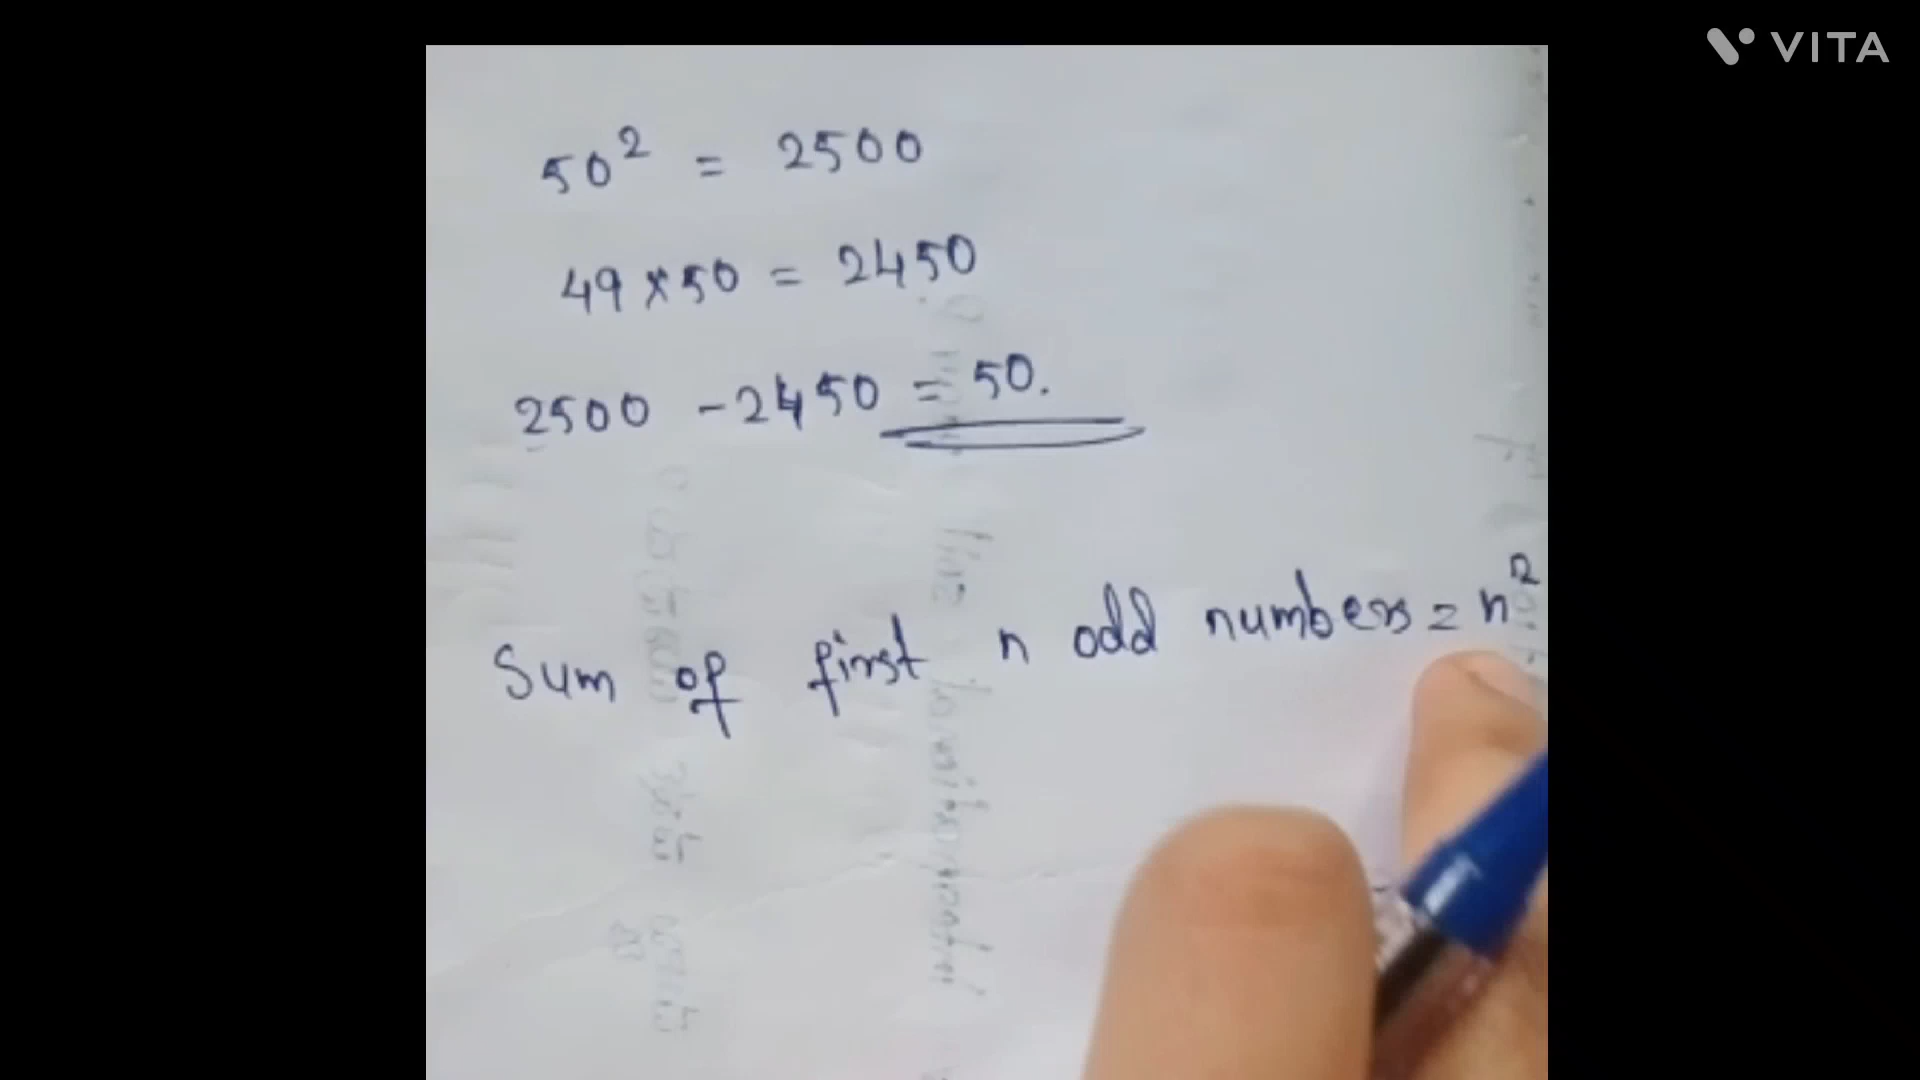 VITA
50² = 2500
49 × 50 = 2450
2500 - 2450 = 50.
Sum of first n odd numbers = n²